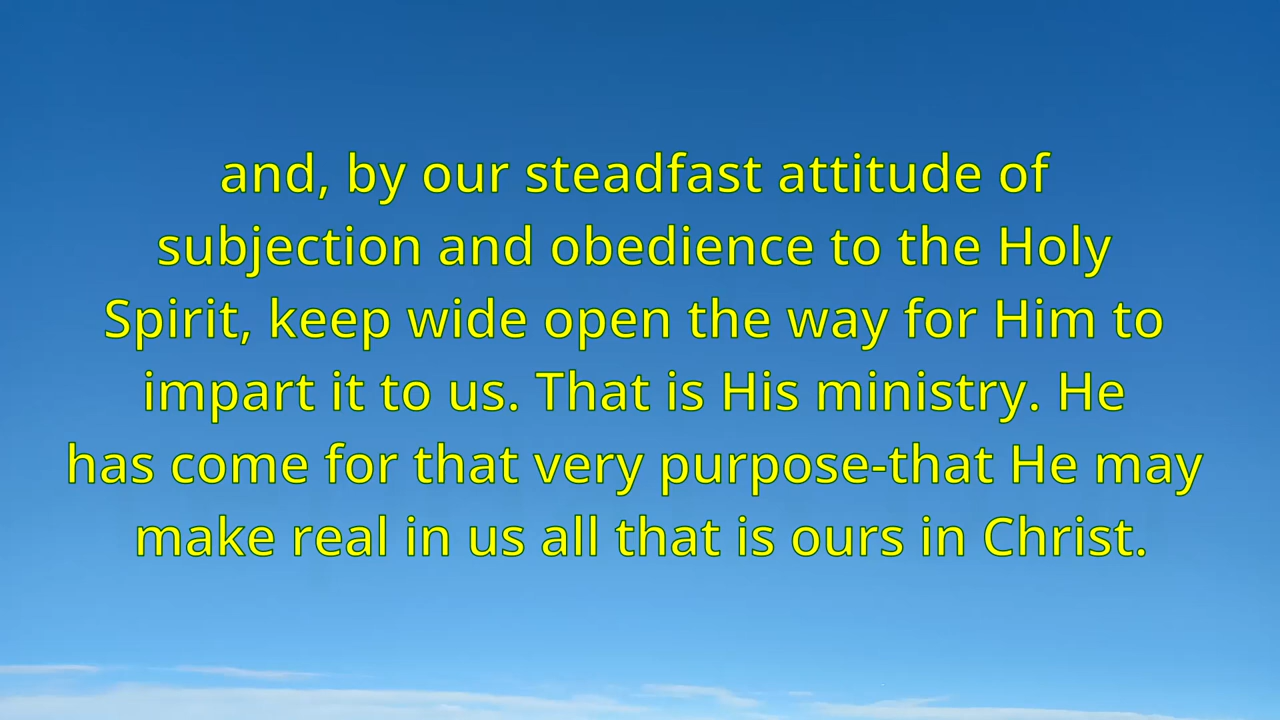 and, by our steadfast attitude of
subjection and obedience to the Holy
Spirit, keep wide open the way for Him to
impart it to us. That is His ministry. He
has come for that very purpose-that He may
make real in us all that is ours in Christ.